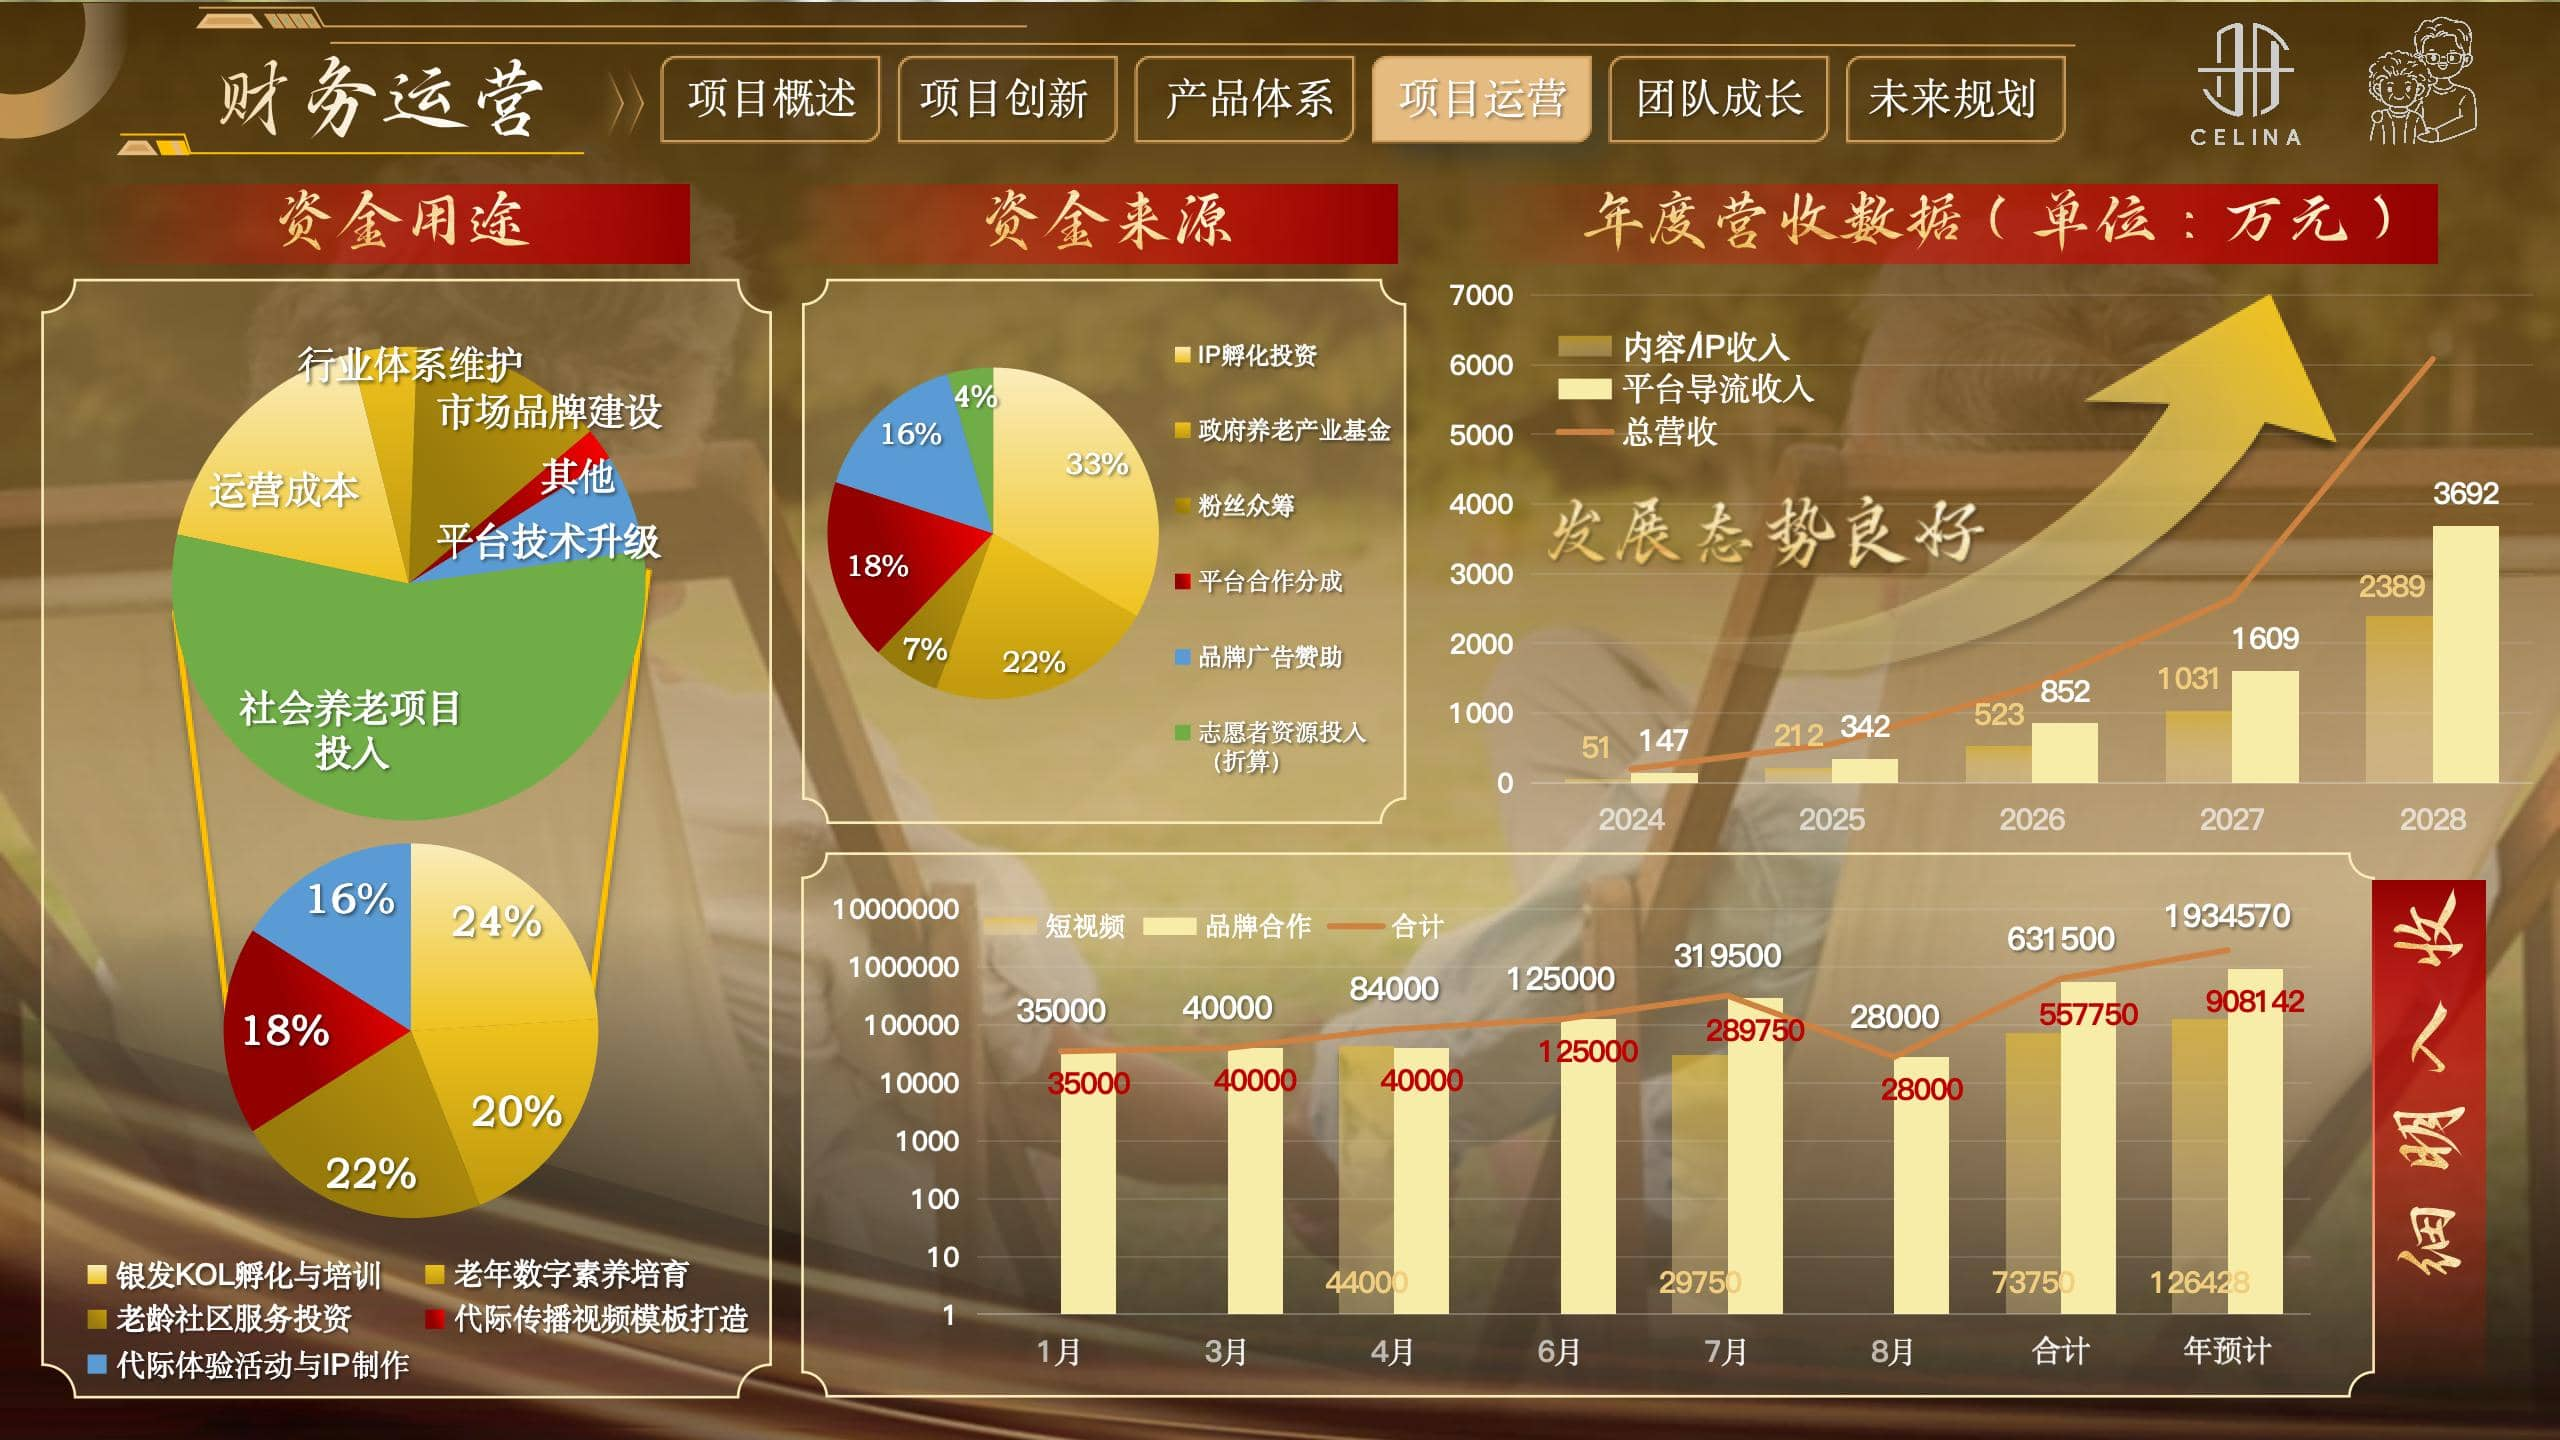 财务运营
项目概述
项目创新
产品体系
项目运营
团队成长
未来规划
CELINA
资金用途
行业体系维护
市场品牌建设
其他
平台技术升级
运营成本
社会养老项目
投入
16%
24%
18%
20%
22%
银发KOL孵化与培训
老年数字素养培育
老龄社区服务投资
代际传播视频模板打造
代际体验活动与IP制作
资金来源
4%
16%
33%
18%
7%
22%
IP孵化投资
政府养老产业基金
粉丝众筹
平台合作分成
品牌广告赞助
志愿者资源投入
(折算)
年度营收数据(单位:万元)
7000
6000
5000
4000
3000
2000
1000
0
内容/IP收入
平台导流收入
总营收
发展态势良好
51
147
212
342
523
852
1031
1609
2389
3692
2024
2025
2026
2027
2028
收入明细
10000000
1000000
100000
10000
1000
100
10
1
短视频
品牌合作
合计
35000
40000
84000
125000
319500
28000
631500
1934570
35000
40000
40000
125000
289750
28000
557750
908142
44000
29750
73750
126428
1月
3月
4月
6月
7月
8月
合计
年预计